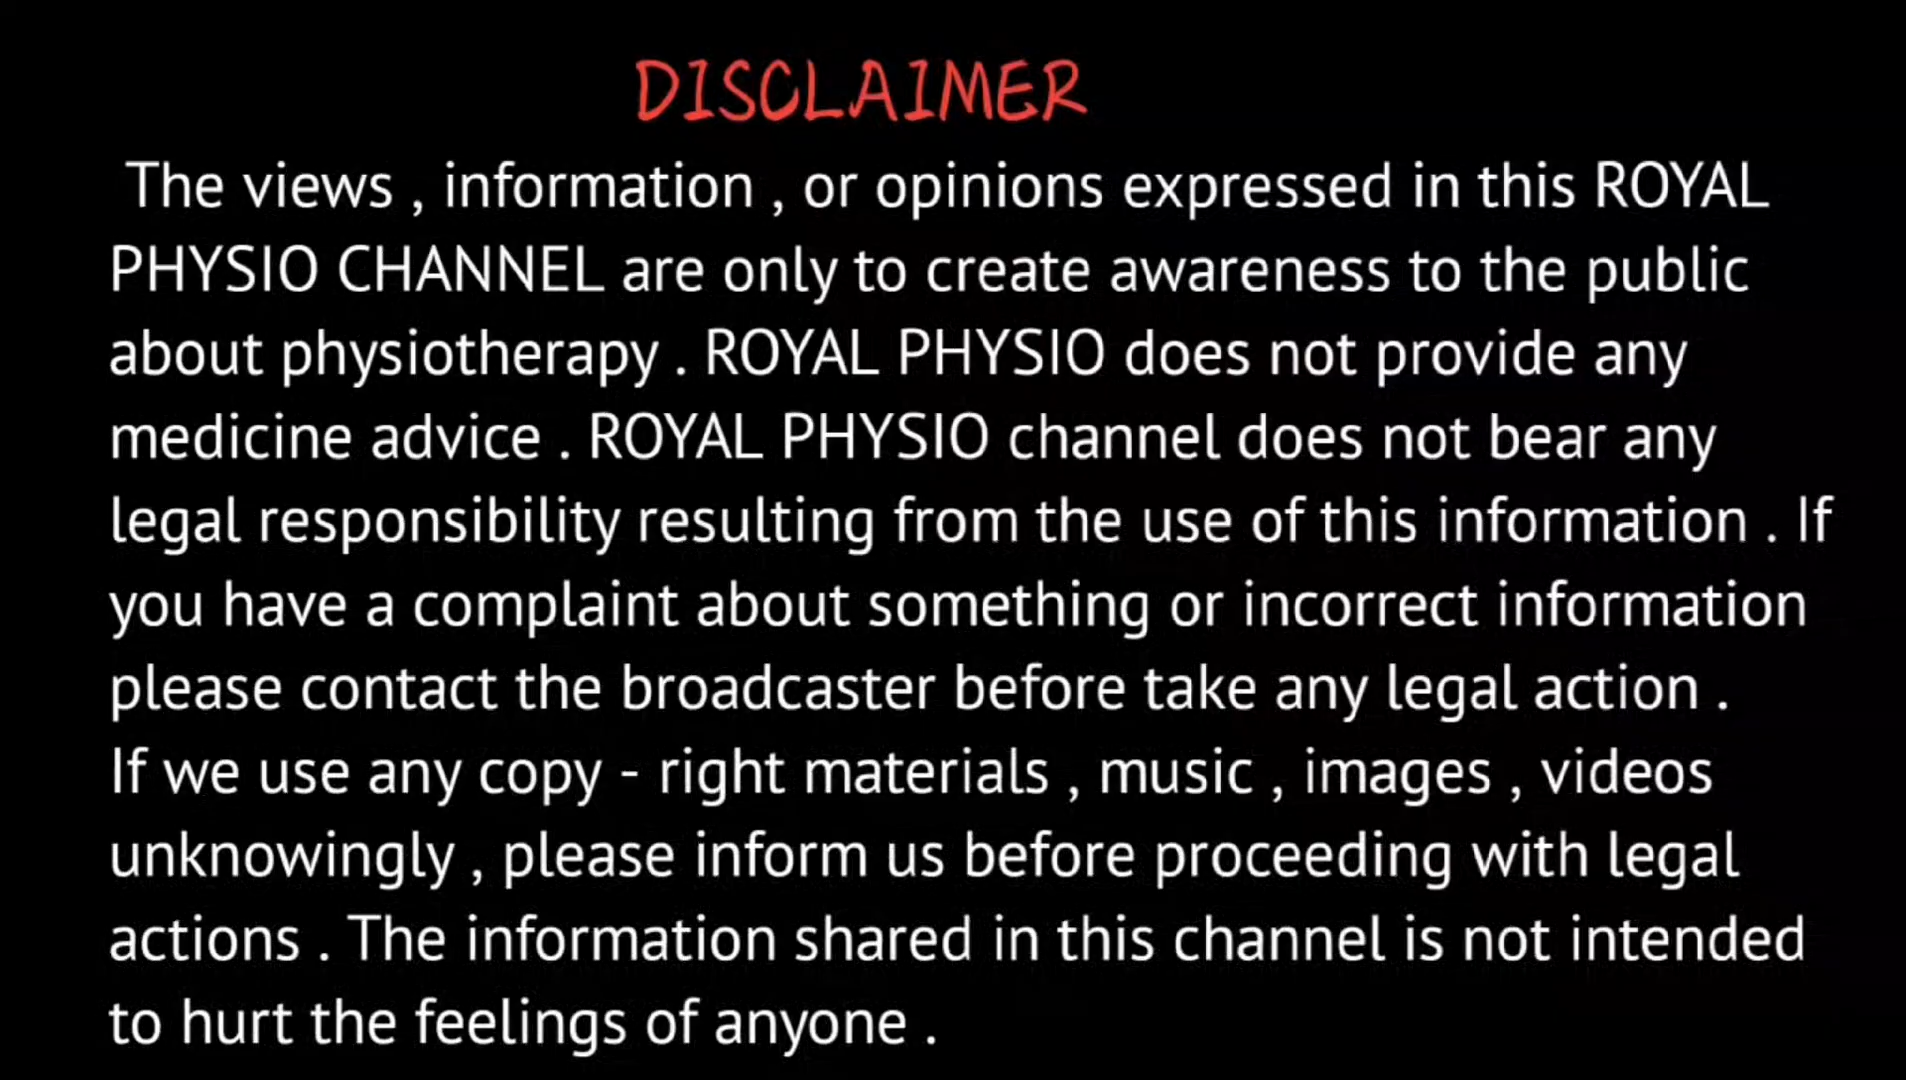 DISCLAIMER
The views , information , or opinions expressed in this ROYAL
PHYSIO CHANNEL are only to create awareness to the public
about physiotherapy . ROYAL PHYSIO does not provide any
medicine advice . ROYAL PHYSIO channel does not bear any
legal responsibility resulting from the use of this information . If
you have a complaint about something or incorrect information
please contact the broadcaster before take any legal action .
If we use any copy - right materials , music , images , videos
unknowingly , please inform us before proceeding with legal
actions . The information shared in this channel is not intended
to hurt the feelings of anyone .